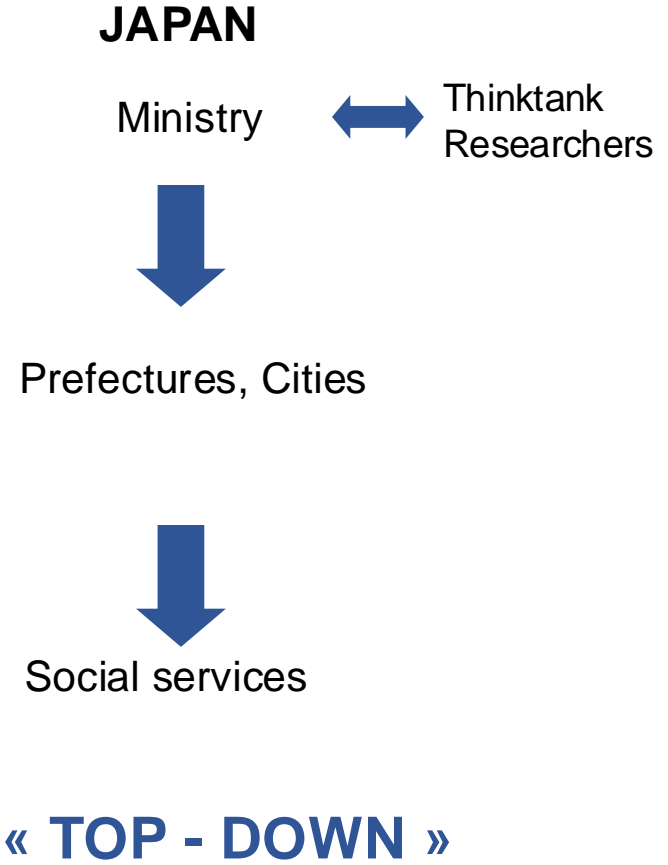 JAPAN
Ministry
Thinktank
Researchers
Prefectures, Cities
Social services
« TOP - DOWN »